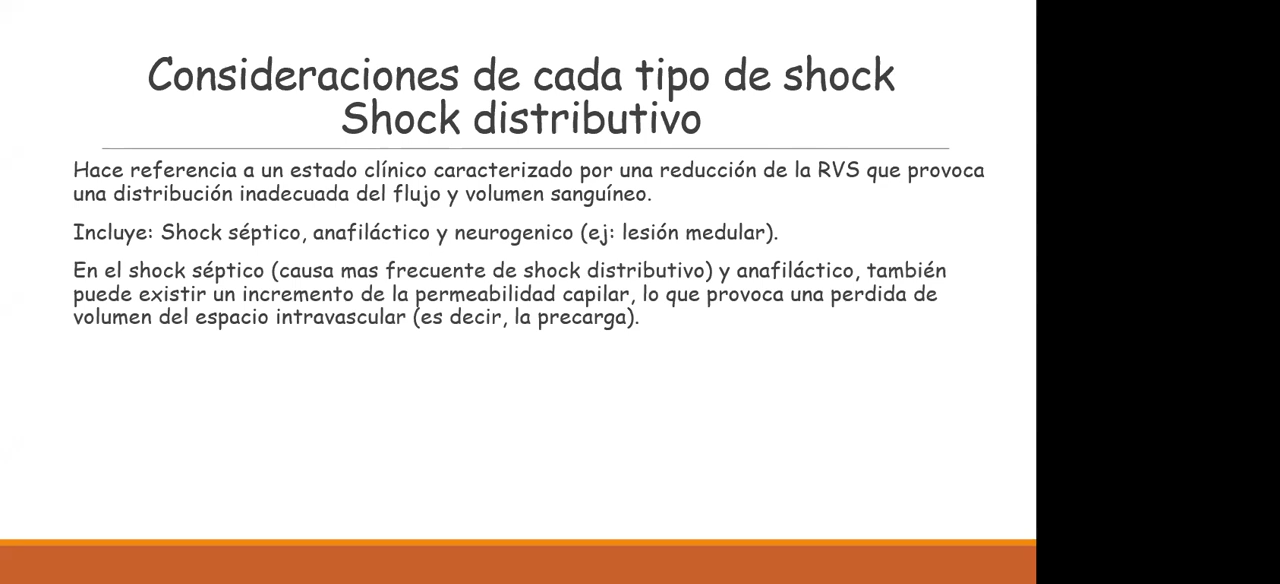 Consideraciones de cada tipo de shock
Shock distributivo
Hace referencia a un estado clínico caracterizado por una reducción de la RVS que provoca
una distribución inadecuada del flujo y volumen sanguíneo.
Incluye: Shock séptico, anafiláctico y neurogenico (ej: lesión medular).
En el shock séptico (causa mas frecuente de shock distributivo) y anafiláctico, también
puede existir un incremento de la permeabilidad capilar, lo que provoca una perdida de
volumen del espacio intravascular (es decir, la precarga).